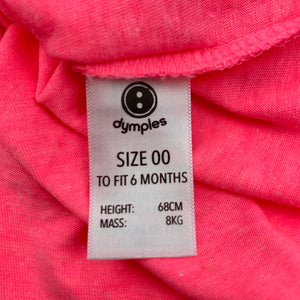 dymples
SIZE 00
TO FIT 6 MONTHS
HEIGHT: 68CM
MASS: 8KG